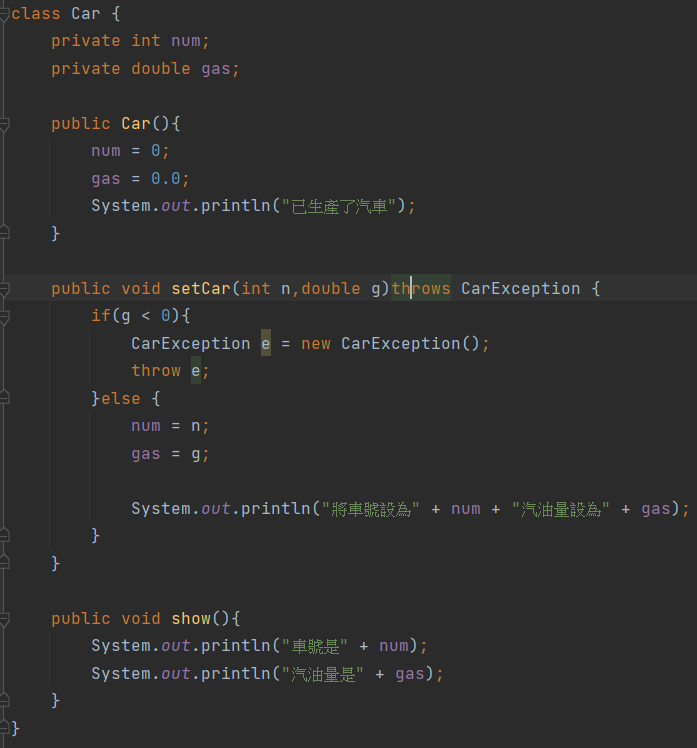 class Car {
    private int num;
    private double gas;

    public Car(){
        num = 0;
        gas = 0.0;
        System.out.println("已生產了汽車");
    }

    public void setCar(int n,double g)throws CarException {
        if(g < 0){
            CarException e = new CarException();
            throw e;
        }else {
            num = n;
            gas = g;

            System.out.println("將車號設為" + num + "汽油量設為" + gas);
        }
    }

    public void show(){
        System.out.println("車號是" + num);
        System.out.println("汽油量是" + gas);
    }
}